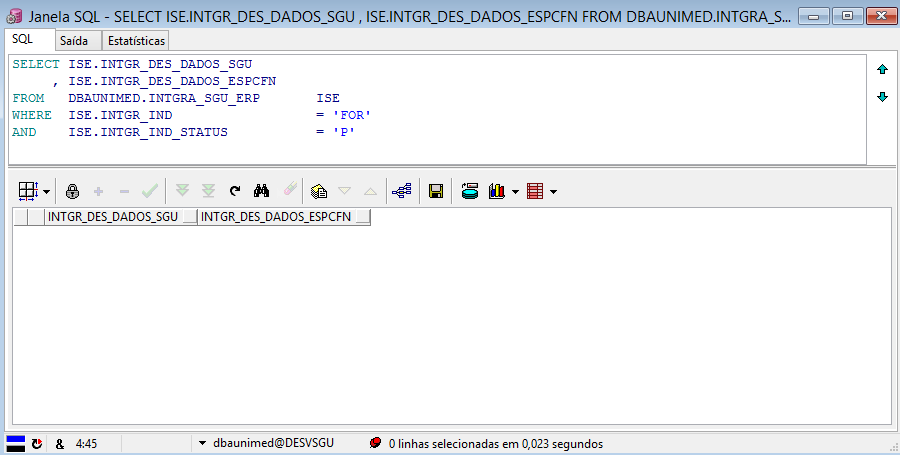 Janela SQL - SELECT ISE.INTGR_DES_DADOS_SGU , ISE.INTGR_DES_DADOS_ESPCFN FROM DBAUNIMED.INTGRA_S...
SQL Saída Estatísticas
SELECT ISE.INTGR_DES_DADOS_SGU
, ISE.INTGR_DES_DADOS_ESPCFN
FROM DBAUNIMED.INTGRA_SGU_ERP ISE
WHERE ISE.INTGR_IND = 'FOR'
AND ISE.INTGR_IND_STATUS = 'P'
INTGR_DES_DADOS_SGU INTGR_DES_DADOS_ESPCFN
& 4:45 dbaunimed@DESVSGU 0 linhas selecionadas em 0,023 segundos